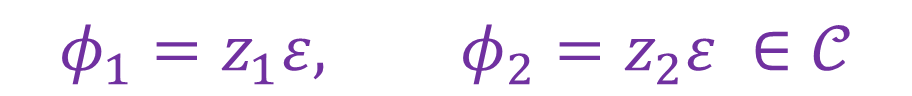 𝜙₁ = 𝑧₁𝜀, 𝜙₂ = 𝑧₂𝜀 ∈ 𝒞